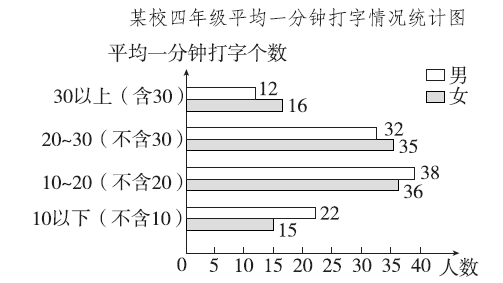 某校四年级平均一分钟打字情况统计图
平均一分钟打字个数
男
女
30以上（含30）
12
16
20~30（不含30）
32
35
10~20（不含20）
38
36
10以下（不含10）
22
15
0 5 10 15 20 25 30 35 40 人数